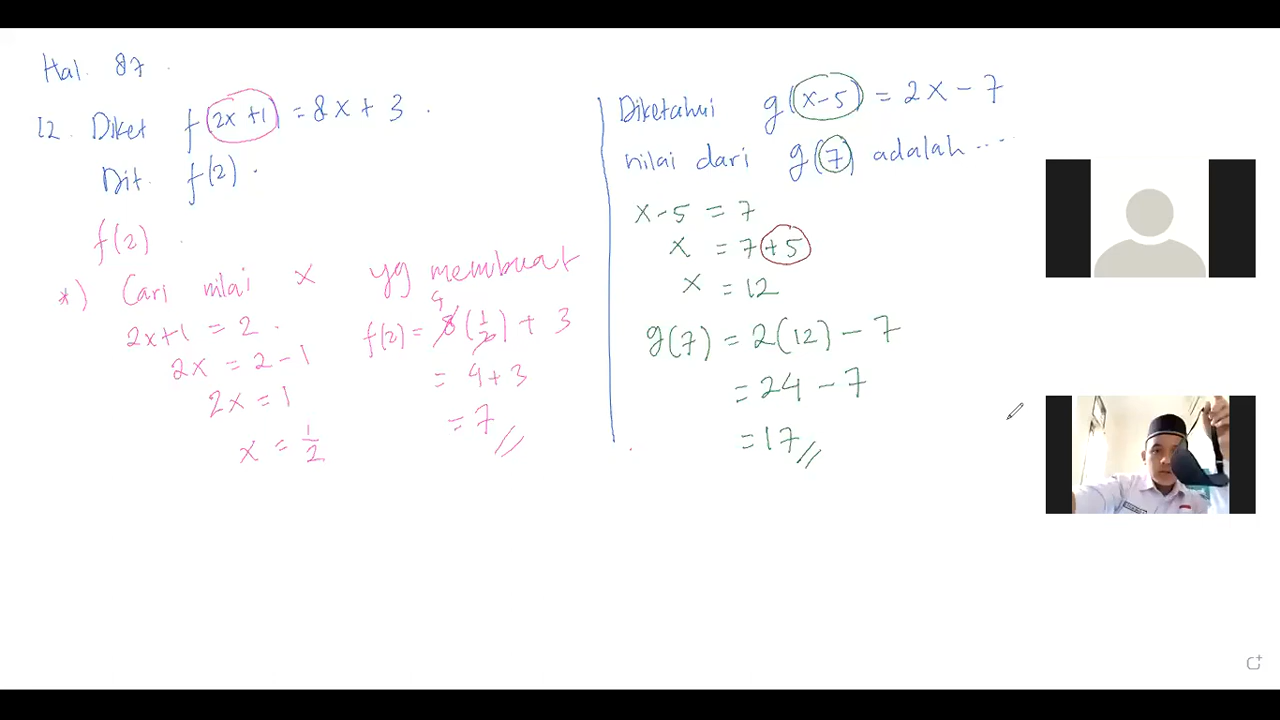 Hal. 87.
12. Diket f(2x+1) = 8x + 3.
Dit. f(2).
f(2)
*) Cari nilai x yg membuat
2x+1 = 2.
2x = 2-1
2x = 1
x = 1/2
f(2) = 8(1/2) + 3
4
= 4+3
= 7
Diketahui g(x-5) = 2x - 7
nilai dari g(7) adalah ....
x-5 = 7
x = 7+5
x = 12
g(7) = 2(12) - 7
= 24 - 7
= 17